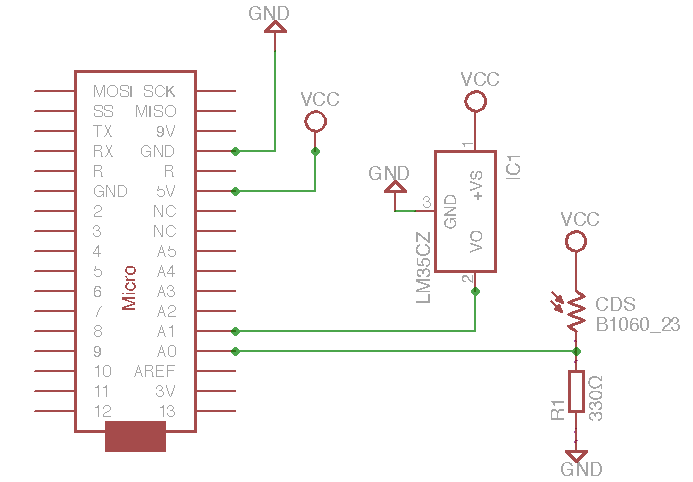 GND
VCC
MOSI SCK
SS MISO
TX 9V
RX GND
R R
GND 5V
2 NC
3 NC
4 A5
5 A4
6 A3
7 A2
8 A1
9 A0
10 AREF
11 3V
12 13
Micro
VCC
1
IC1
+VS
GND
3
GND
VO
2
LM35CZ
VCC
CDS
B1060_23
R1
330Ω
GND